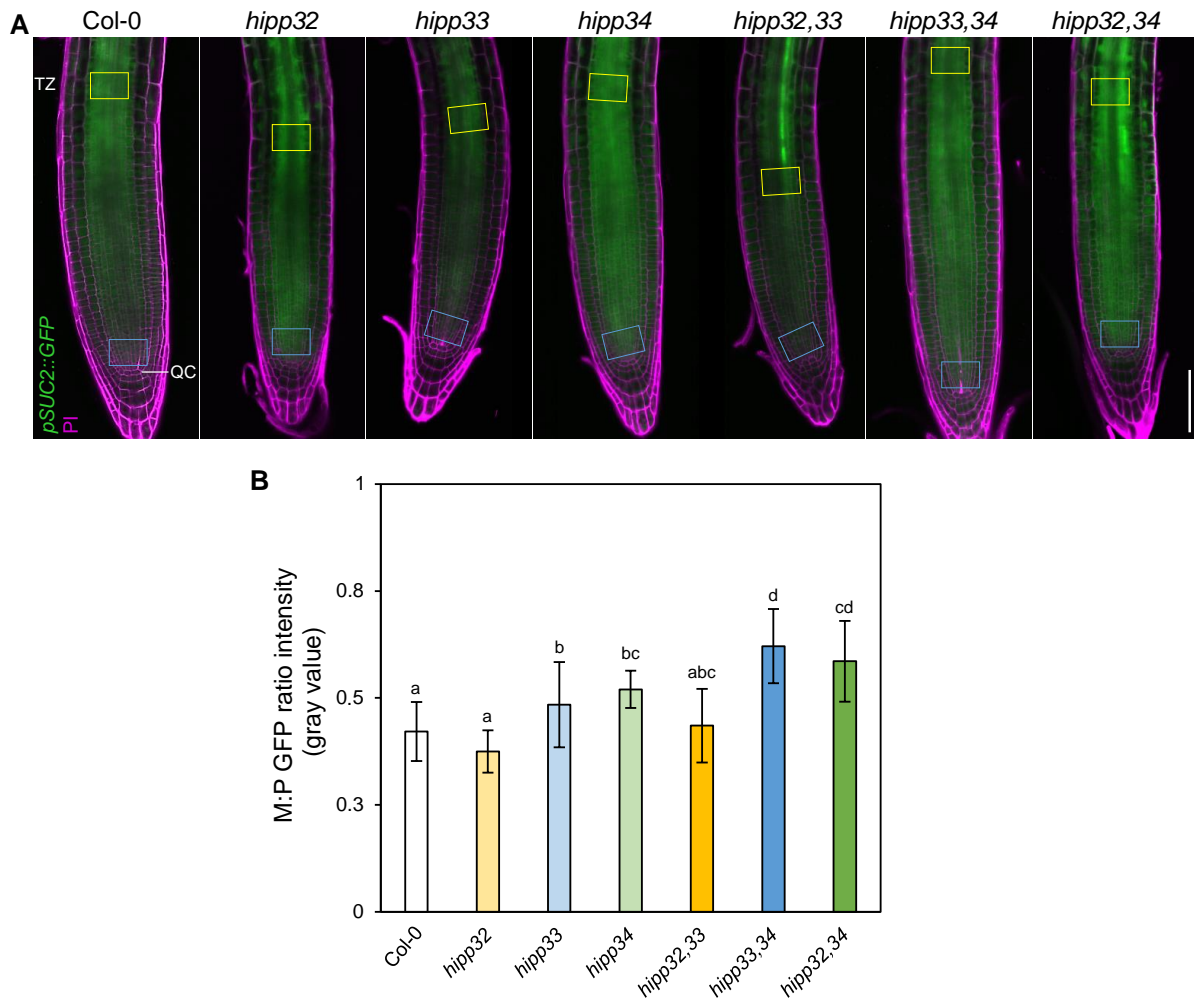 A
Col-0
hipp32
hipp33
hipp34
hipp32,33
hipp33,34
hipp32,34
TZ
QC
pSUC2::GFP
PI
B
M:P GFP ratio intensity
(gray value)
1
0.8
0.5
0.3
0
a
a
b
bc
abc
d
cd
Col-0
hipp32
hipp33
hipp34
hipp32,33
hipp33,34
hipp32,34